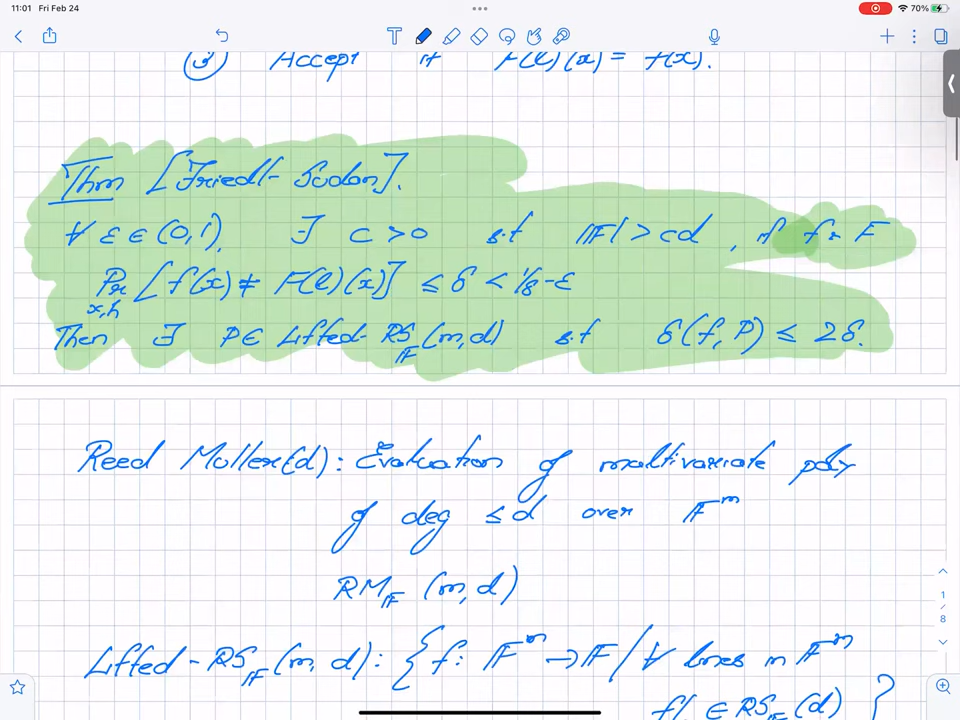 11:01 Fri Feb 24
70%
③ Accept if F(l)(x) = f(x).
Thm [Friedl-Sudan].
∀ ε ∈ (0,1), ∃ c > 0 s.t |𝔽| > cd, if f, F
Pr_{x,h} [f(x) ≠ F(l)(x)] ≤ δ < 1/8 - ε
Then ∃ P ∈ Lifted-RS_𝔽 (m, d) s.t δ(f, P) ≤ 2δ.
Reed Muller(d): Evaluation of multivariate poly
of deg ≤ d over 𝔽^m
RM_𝔽 (m, d)
Lifted-RS_𝔽 (m, d): { f: 𝔽^m → 𝔽 / ∀ lines in 𝔽^m
f|. ∈ RS_𝔽 (d) }
1
/
8